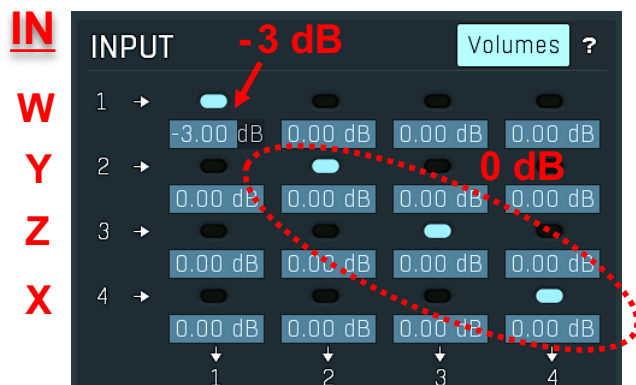 IN
INPUT
- 3 dB
Volumes ?
W
1
-3.00 dB 0.00 dB 0.00 dB 0.00 dB
Y
2
0 dB
0.00 dB 0.00 dB 0.00 dB 0.00 dB
Z
3
0.00 dB 0.00 dB 0.00 dB 0.00 dB
X
4
0.00 dB 0.00 dB 0.00 dB 0.00 dB
1 2 3 4